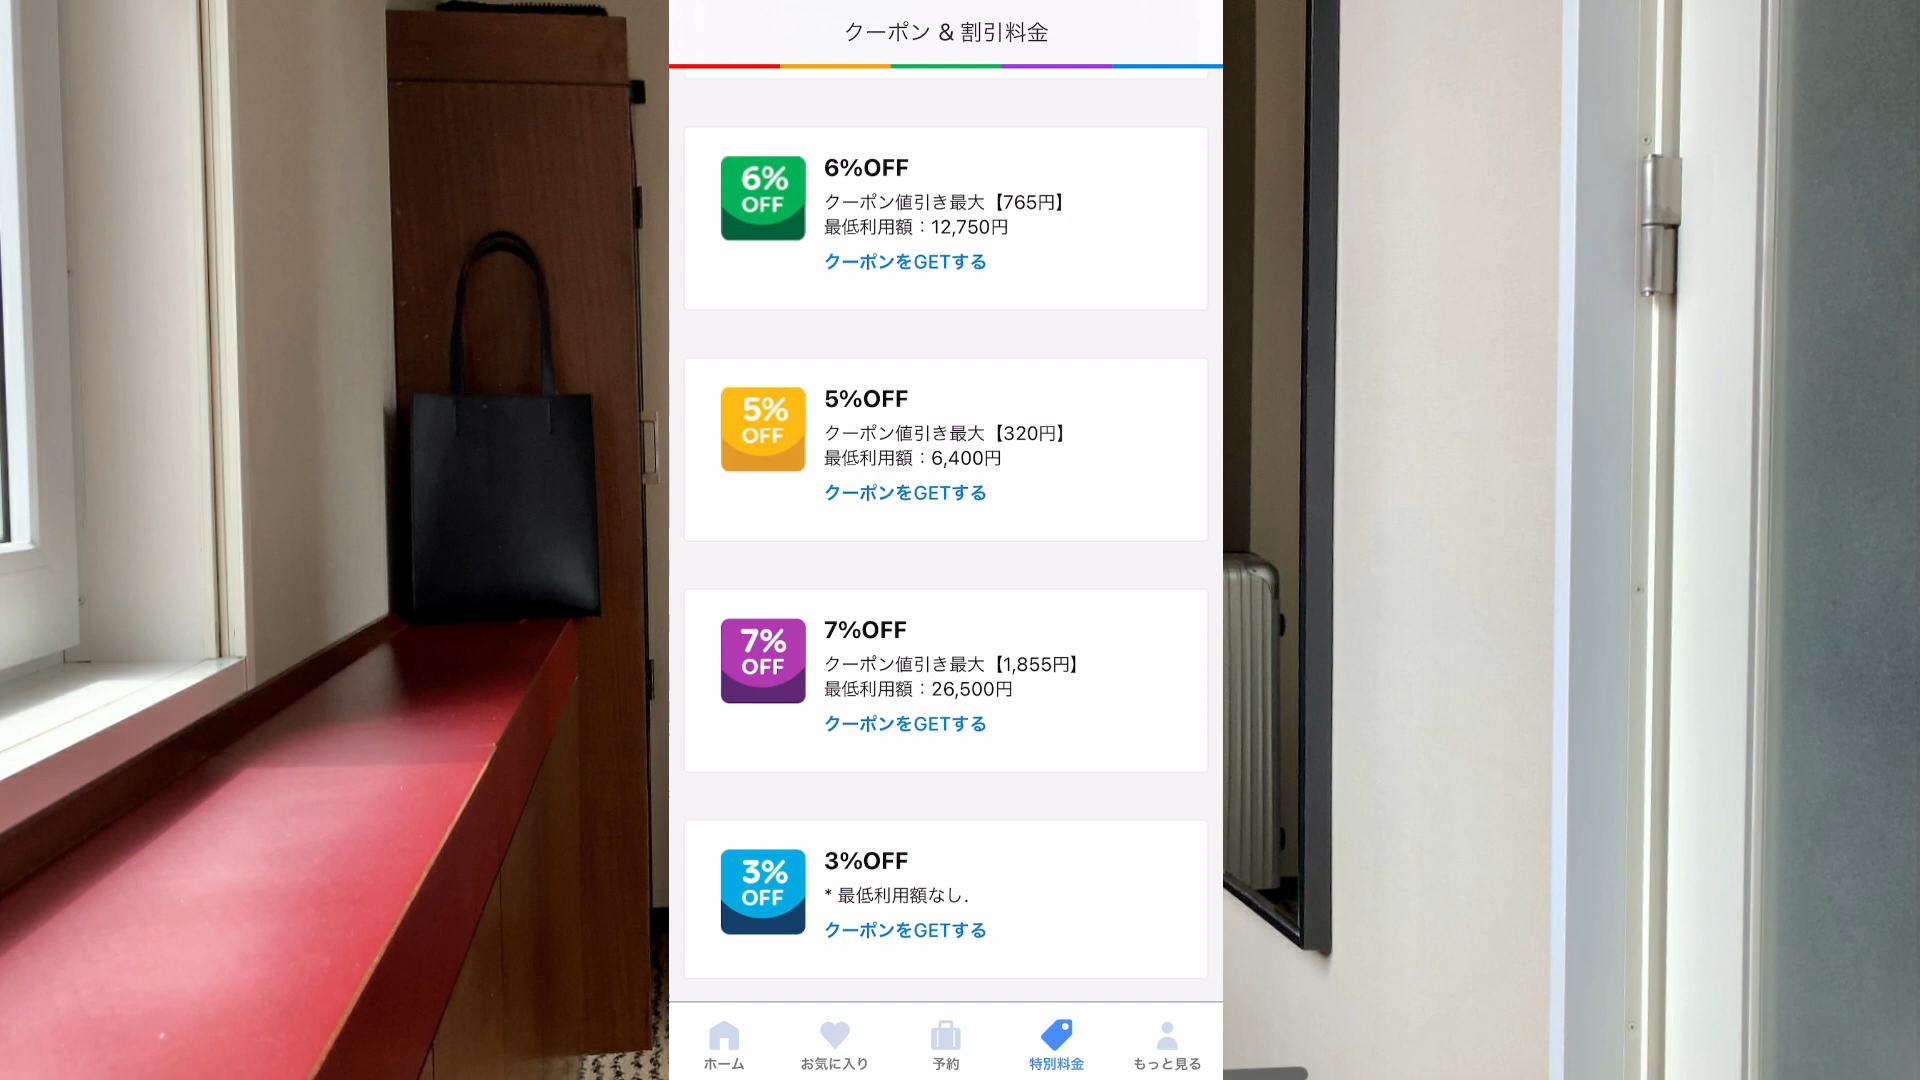 クーポン & 割引料金
6%
OFF
6%OFF
クーポン値引き最大【765円】
最低利用額：12,750円
クーポンをGETする
5%
OFF
5%OFF
クーポン値引き最大【320円】
最低利用額：6,400円
クーポンをGETする
7%
OFF
7%OFF
クーポン値引き最大【1,855円】
最低利用額：26,500円
クーポンをGETする
3%
OFF
3%OFF
* 最低利用額なし.
クーポンをGETする
ホーム
お気に入り
予約
特別料金
もっと見る